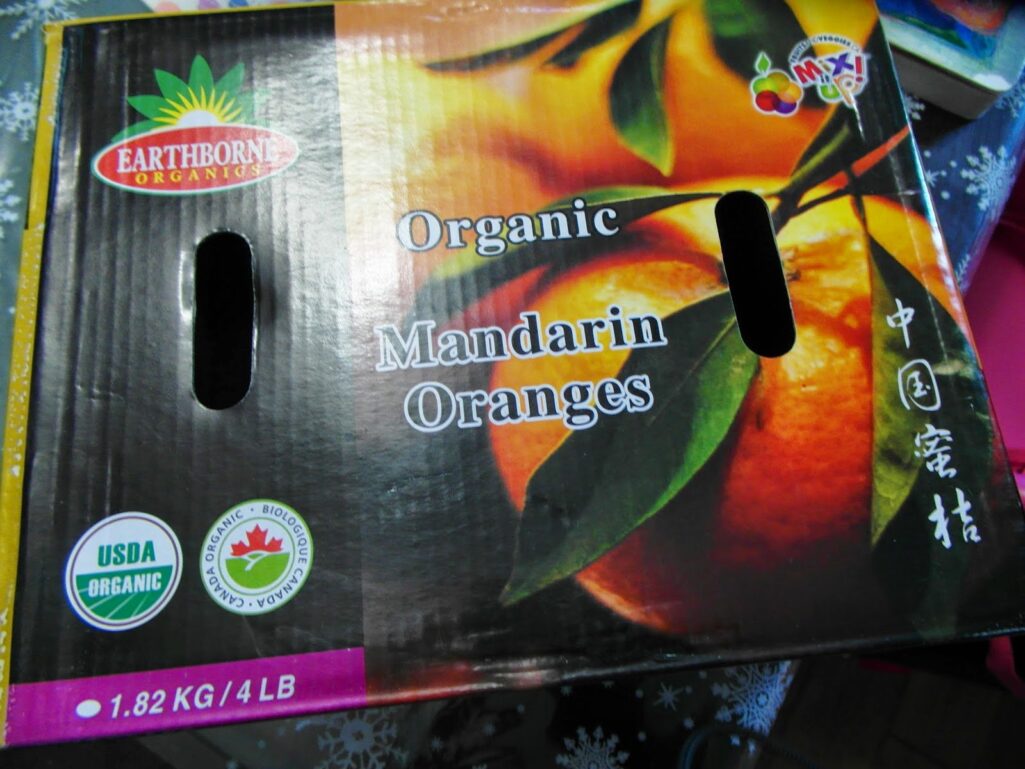 EARTHBORNE
ORGANICS
Organic
Mandarin
Oranges
中国蜜桔
USDA
ORGANIC
CANADA ORGANIC · BIOLOGIQUE CANADA ·
1.82 KG / 4 LB